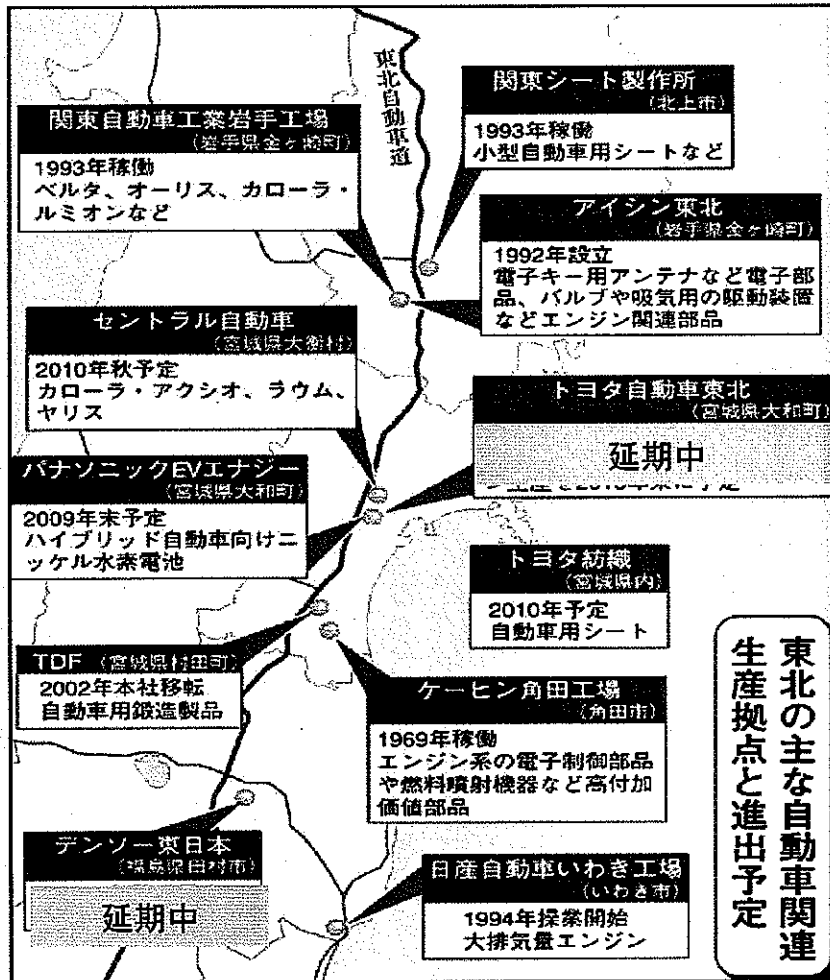 東北自動車道
関東シート製作所
(北上市)
1993年稼働
小型自動車用シートなど
関東自動車工業岩手工場
(岩手県金ヶ崎町)
1993年稼働
ベルタ、オーリス、カローラ・
ルミオンなど
アイシン東北
(岩手県金ヶ崎町)
1992年設立
電子キー用アンテナなど電子部
品、バルブや吸気用の駆動装置
などエンジン関連部品
セントラル自動車
(宮城県大衡村)
2010年秋予定
カローラ・アクシオ、ラウム、
ヤリス
トヨタ自動車東北
(宮城県大和町)
延期中
パナソニックEVエナジー
(宮城県大和町)
2009年末予定
ハイブリッド自動車向けニ
ッケル水素電池
トヨタ紡織
(宮城県内)
2010年予定
自動車用シート
TDF (宮城県村田町)
2002年本社移転
自動車用鍛造製品
ケーヒン角田工場
(角田市)
1969年稼働
エンジン系の電子制御部品
や燃料噴射機器など高付加
価値部品
デンソー東日本
(福島県田村市)
延期中
日産自動車いわき工場
(いわき市)
1994年操業開始
大排気量エンジン
東北の主な自動車関連
生産拠点と進出予定